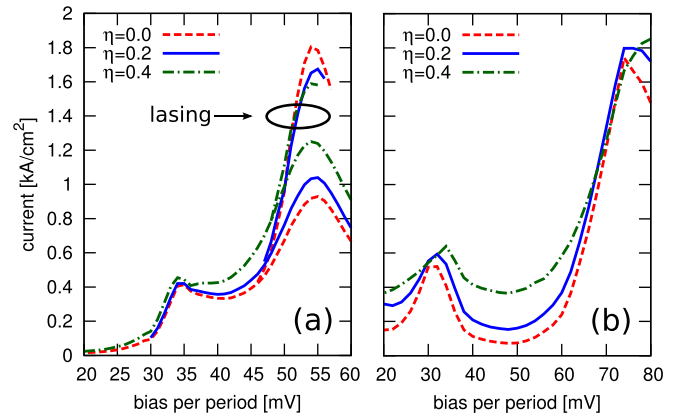 current [kA/cm²]
2
1.8
1.6
1.4
1.2
1
0.8
0.6
0.4
0.2
0
η=0.0
η=0.2
η=0.4
lasing
(a)
20 25 30 35 40 45 50 55 60
bias per period [mV]
η=0.0
η=0.2
η=0.4
(b)
20 30 40 50 60 70 80
bias per period [mV]